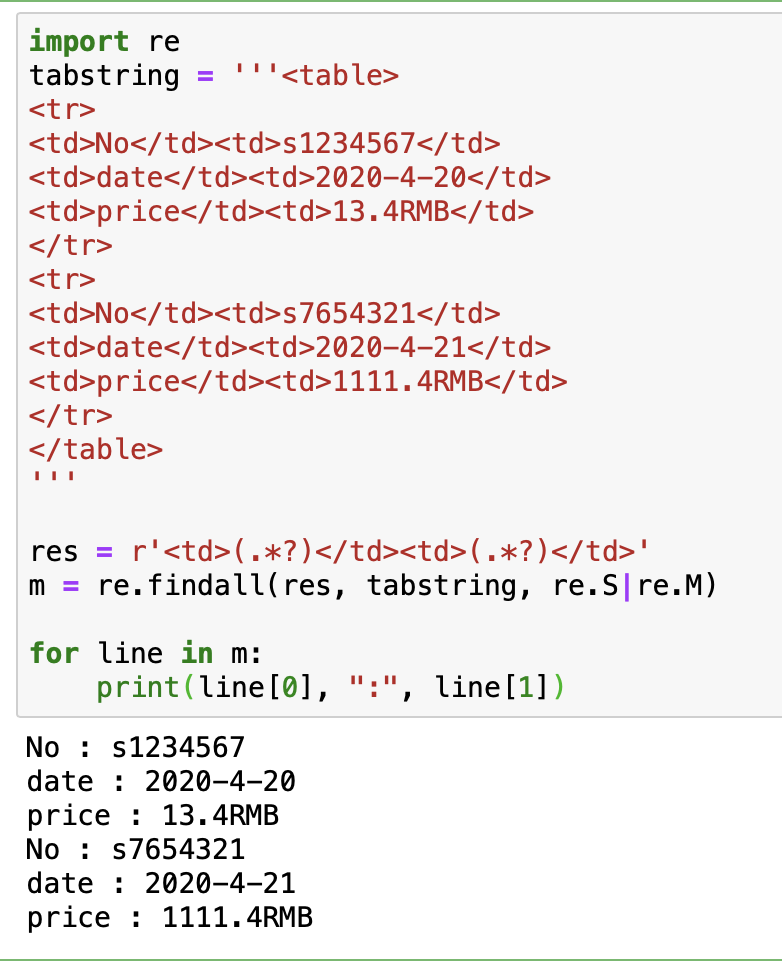 import re
tabstring = '''<table>
<tr>
<td>No</td><td>s1234567</td>
<td>date</td><td>2020-4-20</td>
<td>price</td><td>13.4RMB</td>
</tr>
<tr>
<td>No</td><td>s7654321</td>
<td>date</td><td>2020-4-21</td>
<td>price</td><td>1111.4RMB</td>
</tr>
</table>
'''
res = r'<td>(.*?)</td><td>(.*?)</td>'
m = re.findall(res, tabstring, re.S|re.M)
for line in m:
    print(line[0], ":", line[1])
No : s1234567
date : 2020-4-20
price : 13.4RMB
No : s7654321
date : 2020-4-21
price : 1111.4RMB